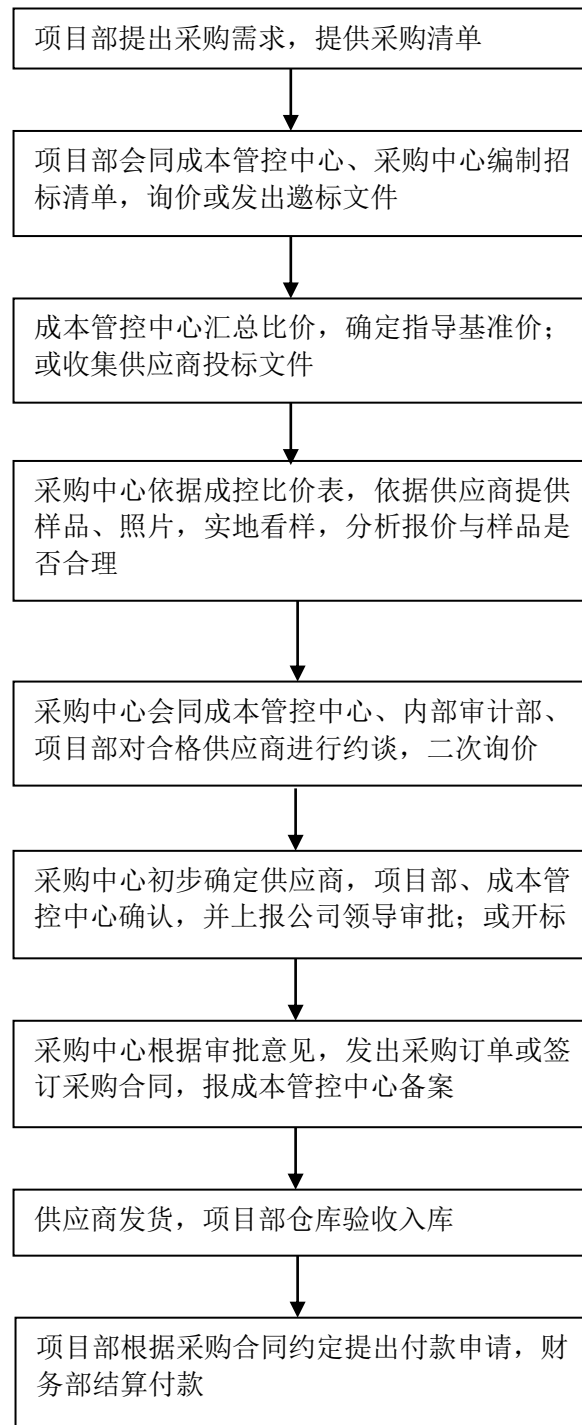 项目部提出采购需求，提供采购清单
项目部会同成本管控中心、采购中心编制招
标清单，询价或发出邀标文件
成本管控中心汇总比价，确定指导基准价；
或收集供应商投标文件
采购中心依据成控比价表，依据供应商提供
样品、照片，实地看样，分析报价与样品是
否合理
采购中心会同成本管控中心、内部审计部、
项目部对合格供应商进行约谈，二次询价
采购中心初步确定供应商，项目部、成本管
控中心确认，并上报公司领导审批；或开标
采购中心根据审批意见，发出采购订单或签
订采购合同，报成本管控中心备案
供应商发货，项目部仓库验收入库
项目部根据采购合同约定提出付款申请，财
务部结算付款